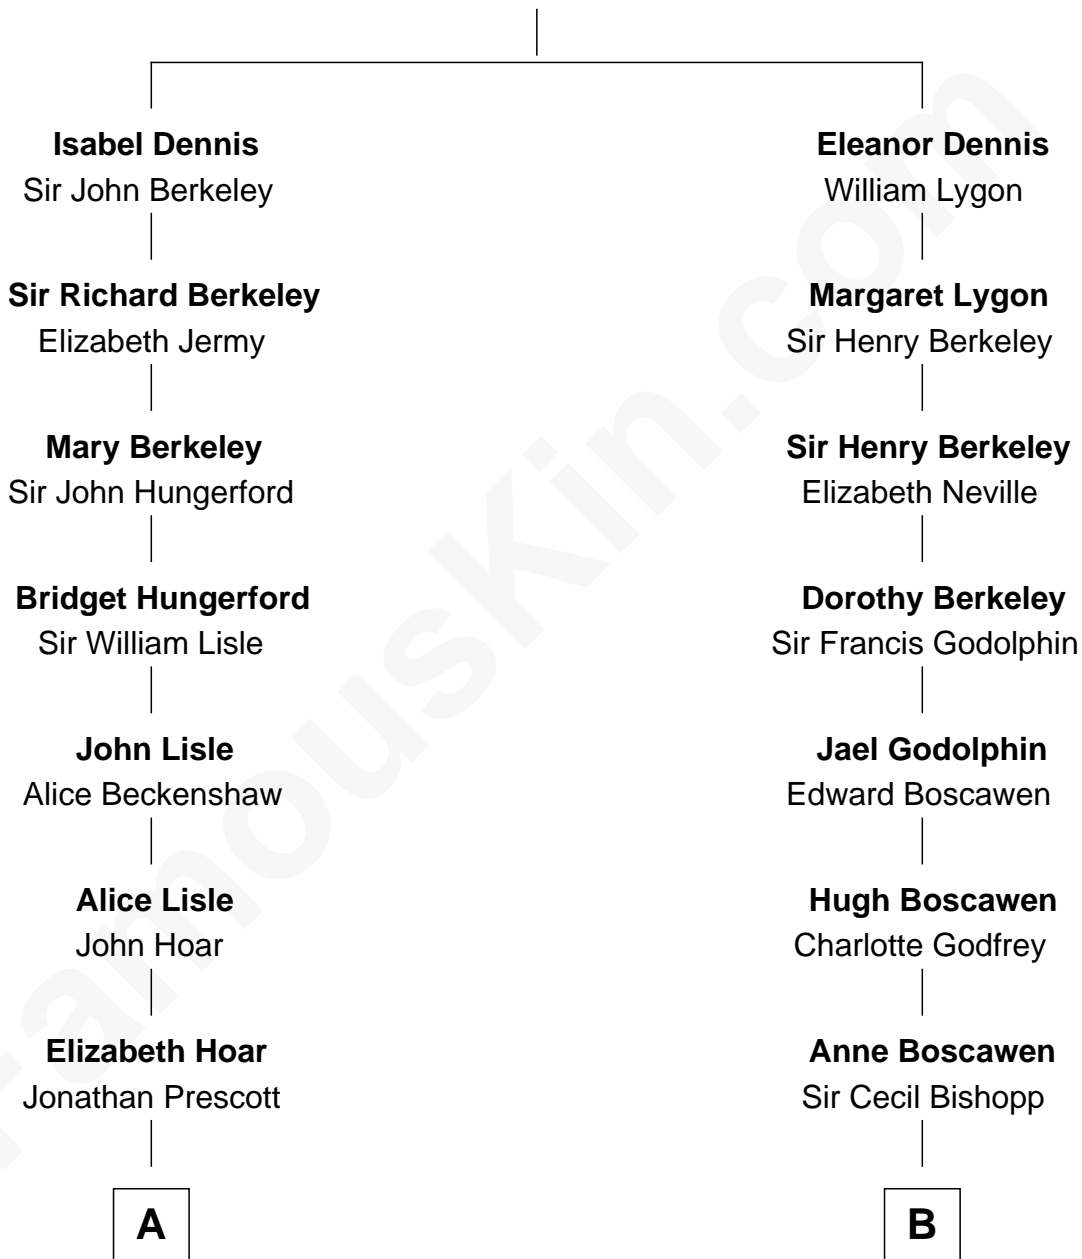 Isabel Dennis
Sir John Berkeley
Sir Richard Berkeley
Elizabeth Jermy
Mary Berkeley
Sir John Hungerford
Bridget Hungerford
Sir William Lisle
John Lisle
Alice Beckenshaw
Alice Lisle
John Hoar
Elizabeth Hoar
Jonathan Prescott
A
Eleanor Dennis
William Lygon
Margaret Lygon
Sir Henry Berkeley
Sir Henry Berkeley
Elizabeth Neville
Dorothy Berkeley
Sir Francis Godolphin
Jael Godolphin
Edward Boscawen
Hugh Boscawen
Charlotte Godfrey
Anne Boscawen
Sir Cecil Bishopp
B
FamousKin.com